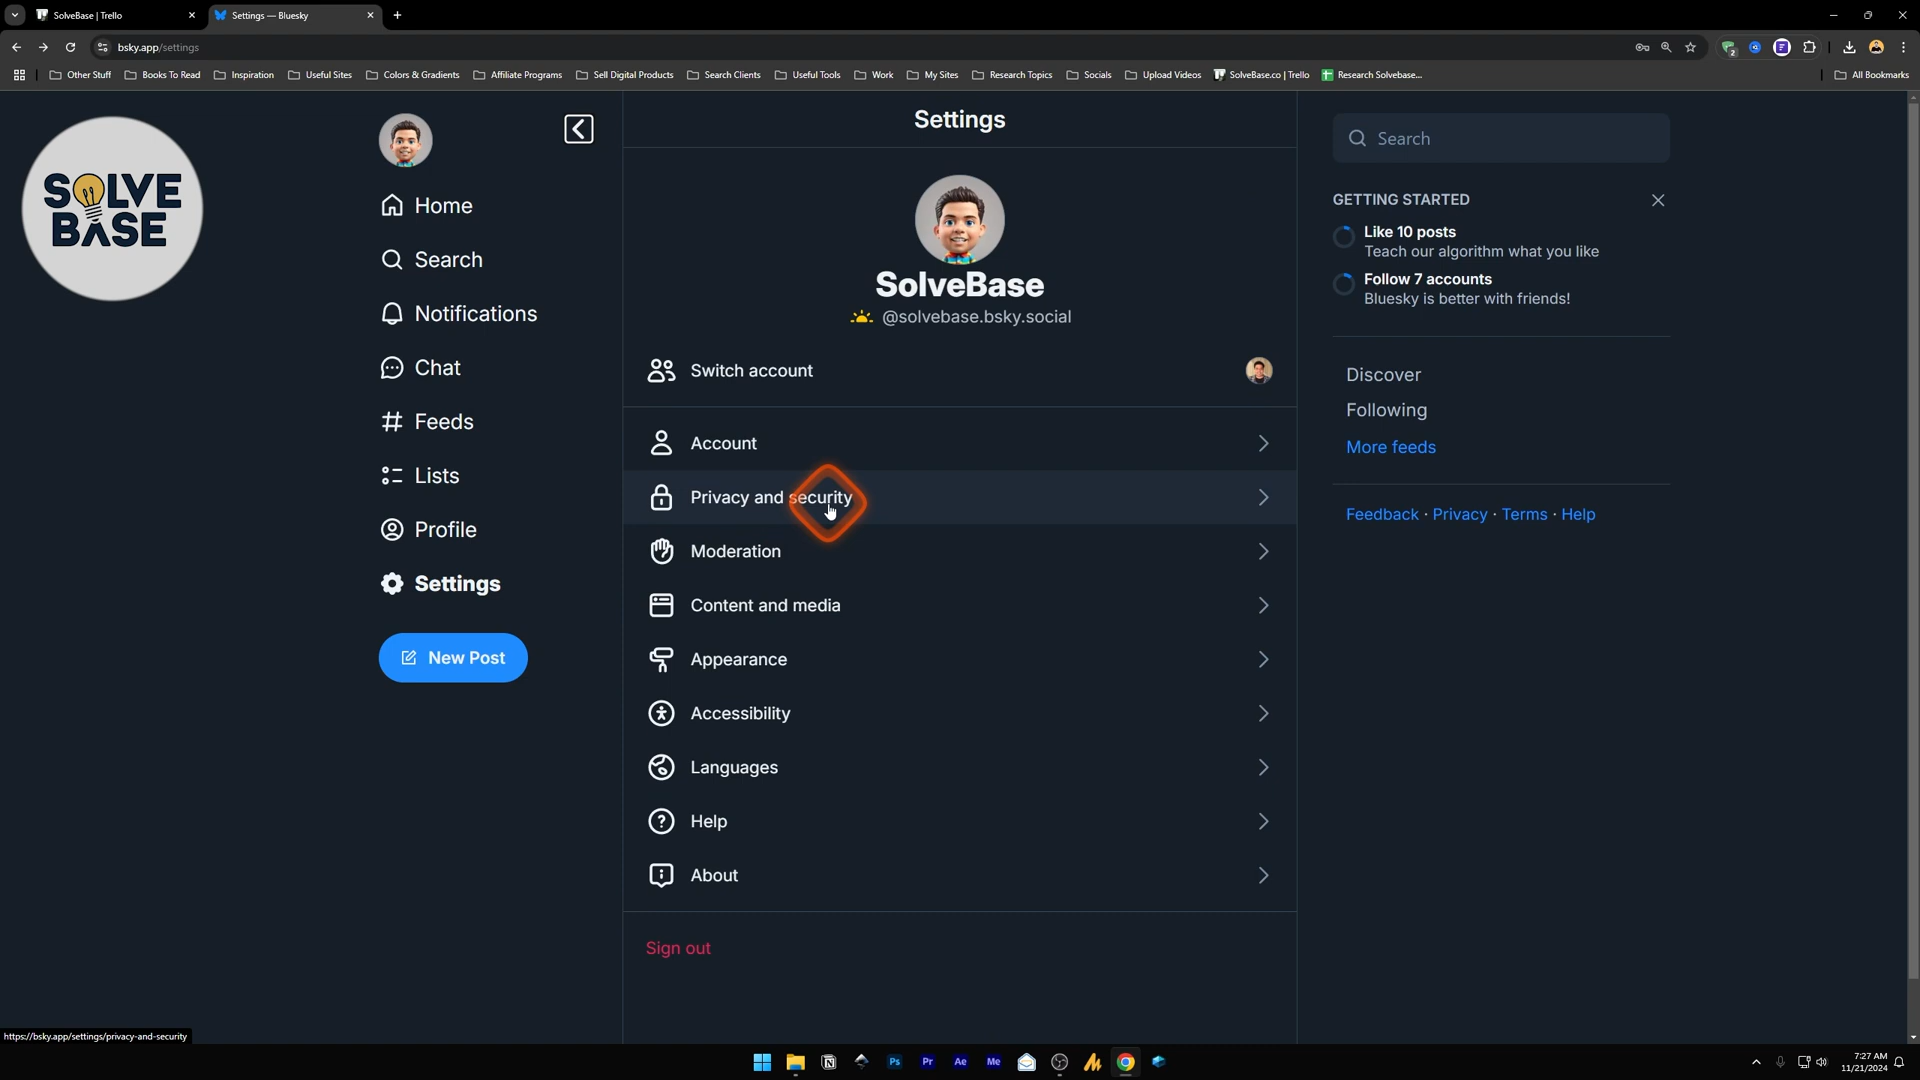 SolveBase | Trello
Settings — Bluesky
bsky.app/settings
Other Stuff
Books To Read
Inspiration
Useful Sites
Colors & Gradients
Affiliate Programs
Sell Digital Products
Search Clients
Useful Tools
Work
My Sites
Research Topics
Socials
Upload Videos
SolveBase.co | Trello
Research Solvebase...
All Bookmarks
SOLVE
BASE
Home
Search
Notifications
Chat
Feeds
Lists
Profile
Settings
New Post
Settings
SolveBase
@solvebase.bsky.social
Switch account
Account
Privacy and security
Moderation
Content and media
Appearance
Accessibility
Languages
Help
About
Sign out
Search
GETTING STARTED
Like 10 posts
Teach our algorithm what you like
Follow 7 accounts
Bluesky is better with friends!
Discover
Following
More feeds
Feedback · Privacy · Terms · Help
https://bsky.app/settings/privacy-and-security
Ps
Pr
Ae
Me
7:27 AM
11/21/2024